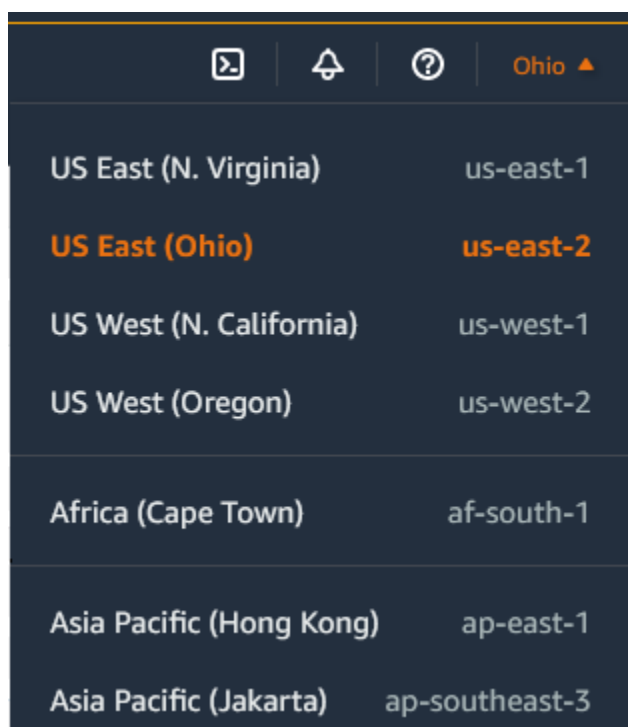 Ohio
US East (N. Virginia) us-east-1
US East (Ohio) us-east-2
US West (N. California) us-west-1
US West (Oregon) us-west-2
Africa (Cape Town) af-south-1
Asia Pacific (Hong Kong) ap-east-1
Asia Pacific (Jakarta) ap-southeast-3